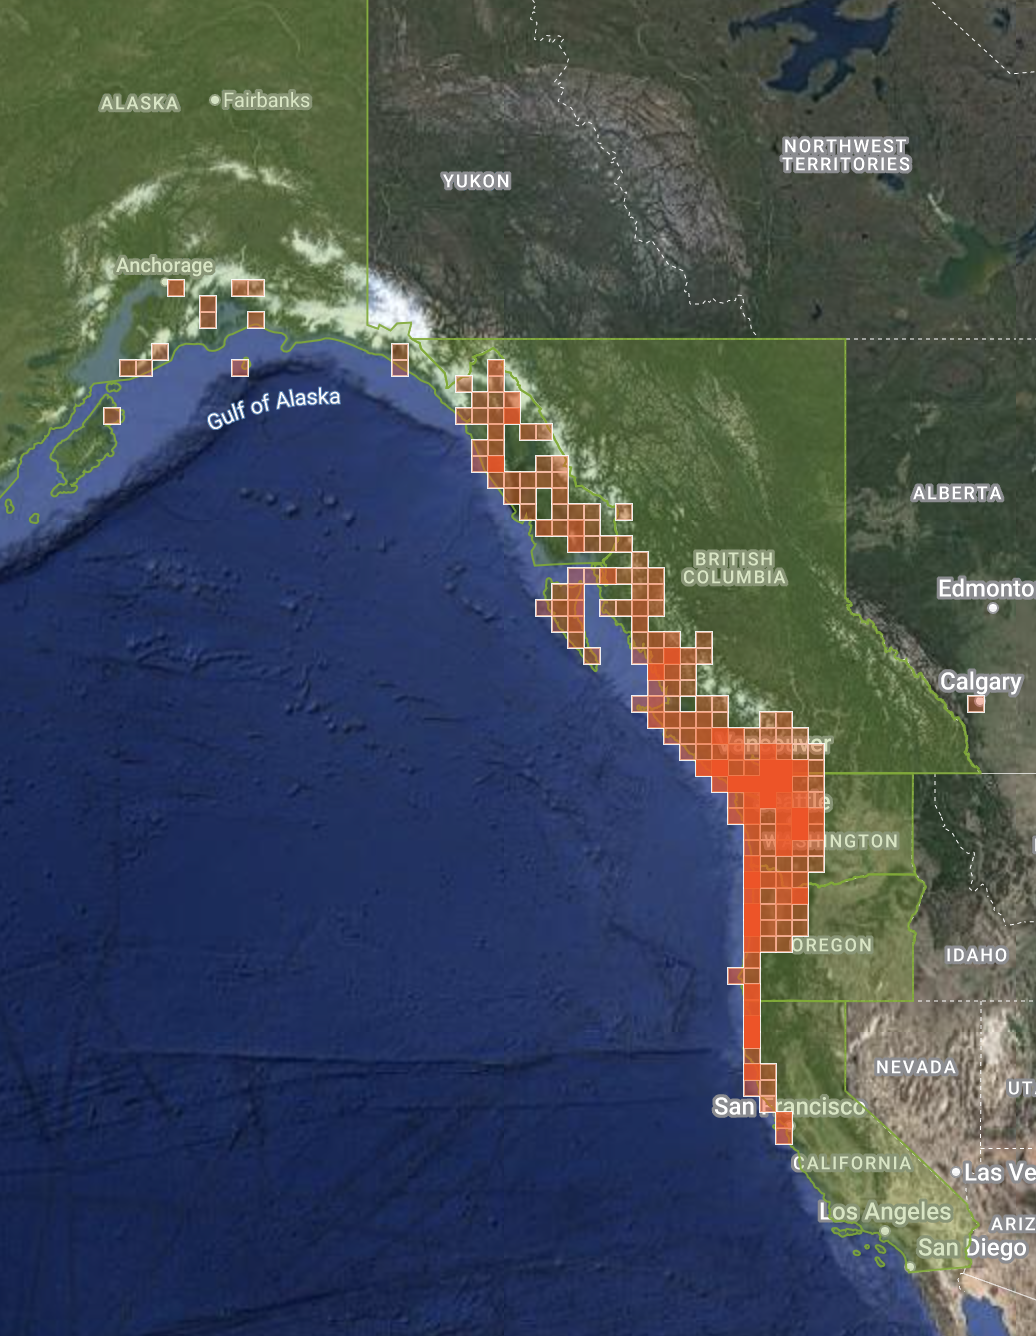 ALASKA
Fairbanks
NORTHWEST
TERRITORIES
YUKON
Anchorage
Gulf of Alaska
ALBERTA
BRITISH
COLUMBIA
Edmonto
Calgary
Vancouver
WASHINGTON
OREGON
IDAHO
NEVADA
UT
San Francisco
CALIFORNIA
Las Ve
Los Angeles
ARIZ
San Diego